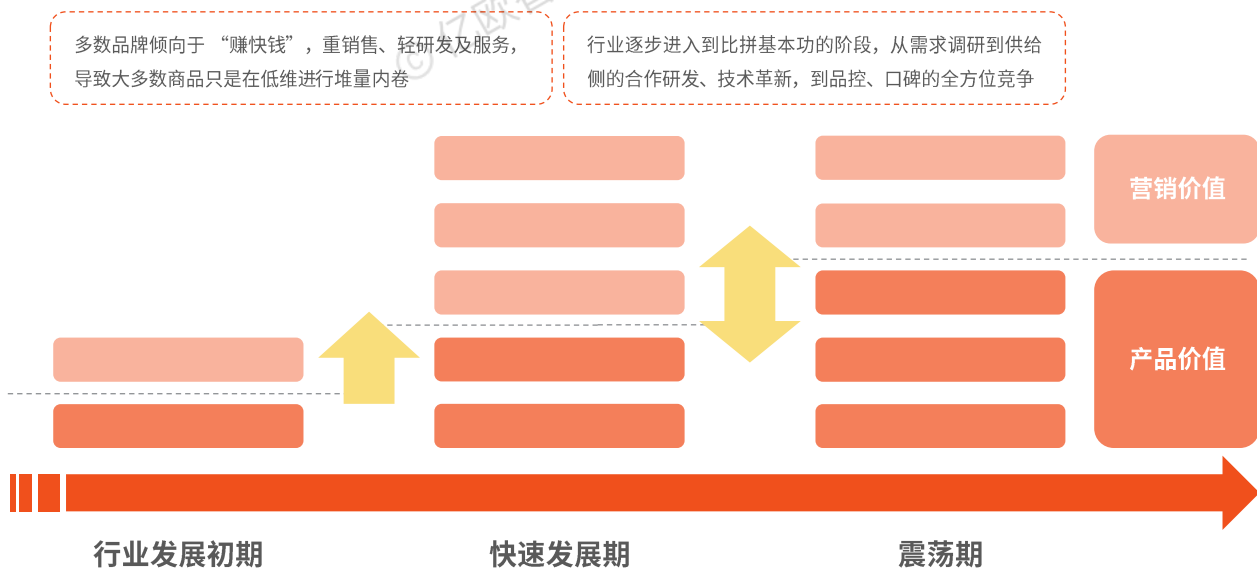 ©亿欧智
多数品牌倾向于 “赚快钱”，重销售、轻研发及服务，
导致大多数商品只是在低维进行堆量内卷
行业逐步进入到比拼基本功的阶段，从需求调研到供给
侧的合作研发、技术革新，到品控、口碑的全方位竞争
营销价值
产品价值
行业发展初期
快速发展期
震荡期